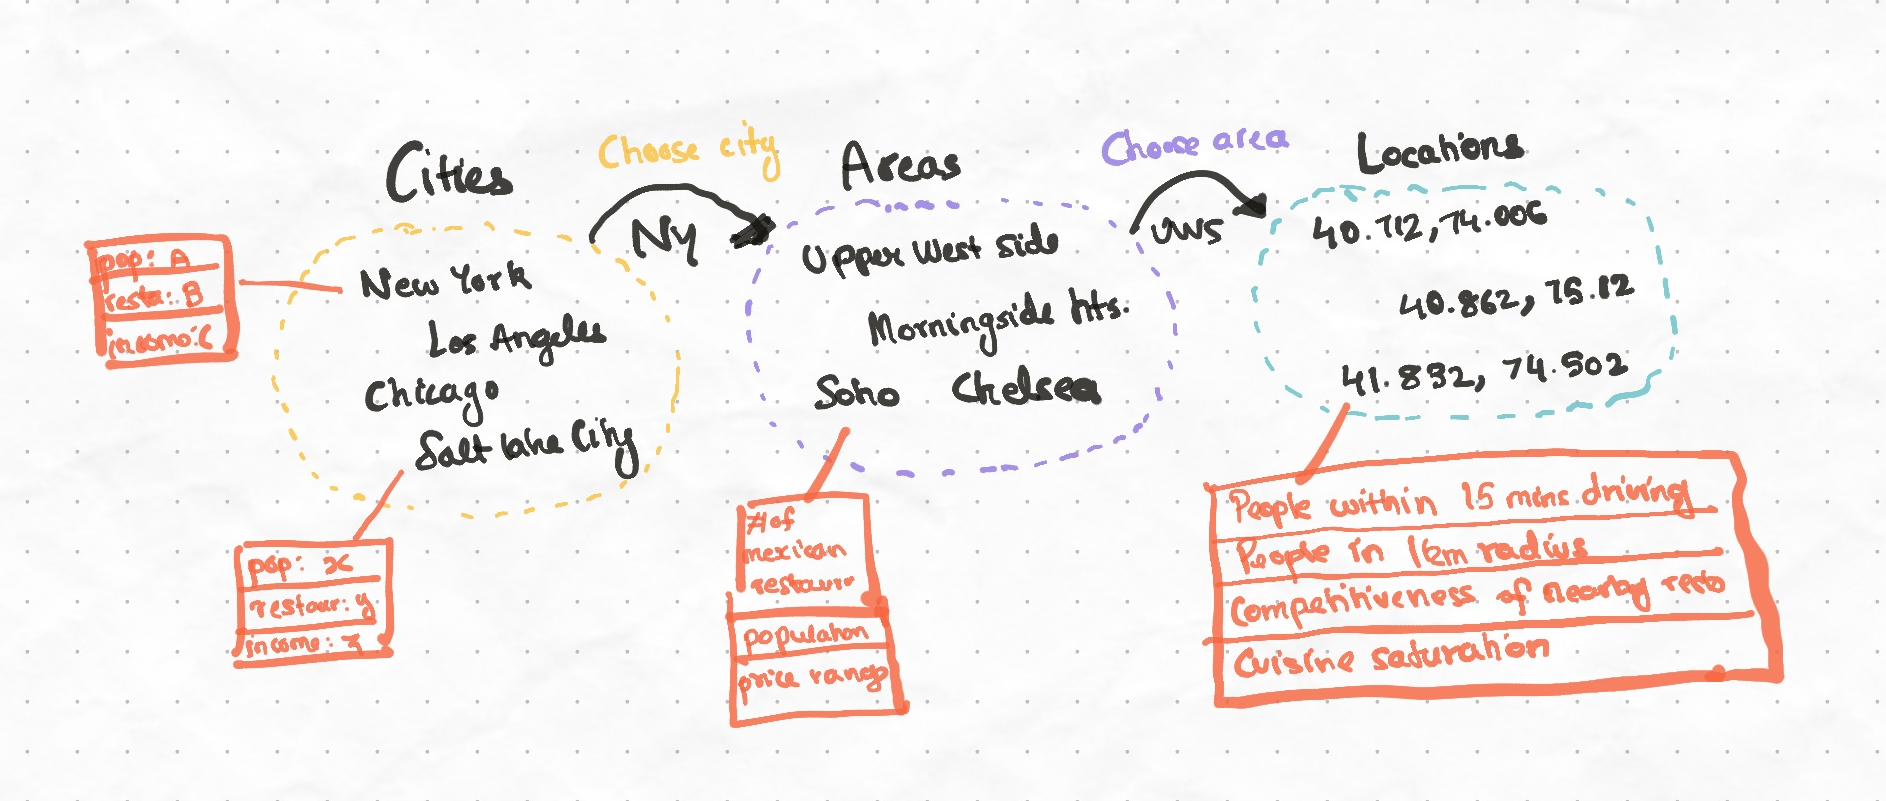 Cities
Choose city
Areas
Choose area
Locations
NY
UWS
pop: A
resta: B
income: C
New York
Los Angeles
Chicago
Salt lake City
pop: x
restaur: y
income: z
Upper West side
Morningside hts.
Soho Chelsea
# of
mexican
restaurr
population
price range
40.712, 74.006
40.862, 75.12
41.832, 74.502
People within 15 mins driving
People in 1km radius
Competitiveness of nearby resto
Cuisine saturation